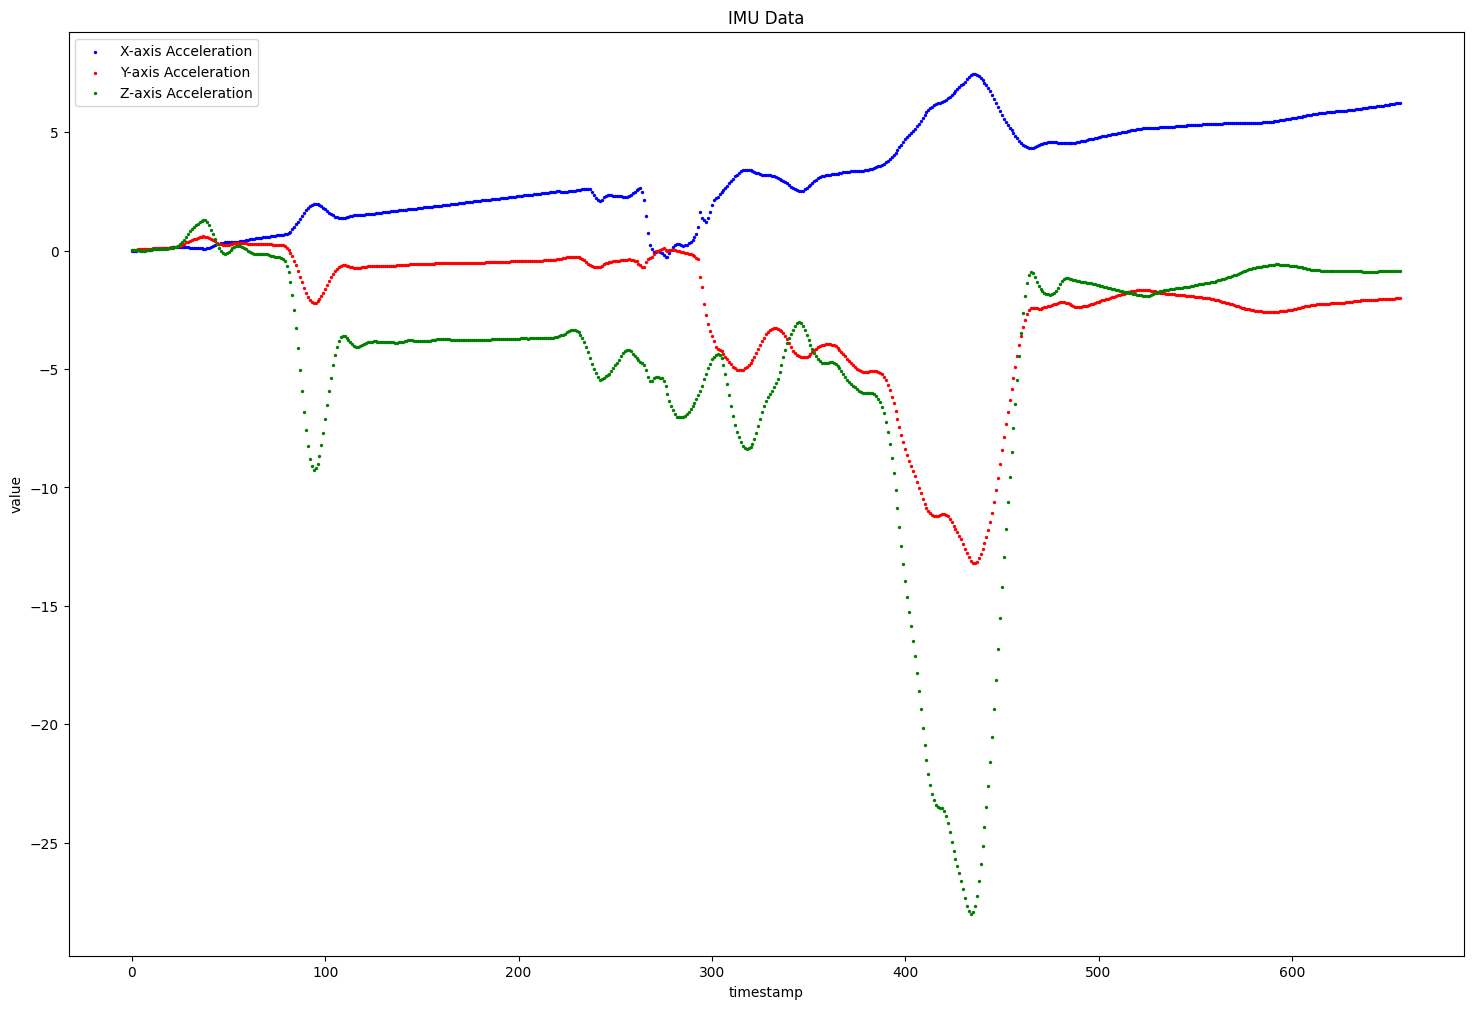 IMU Data
X-axis Acceleration
Y-axis Acceleration
Z-axis Acceleration
value
5
0
−5
−10
−15
−20
−25
0 100 200 300 400 500 600
timestamp